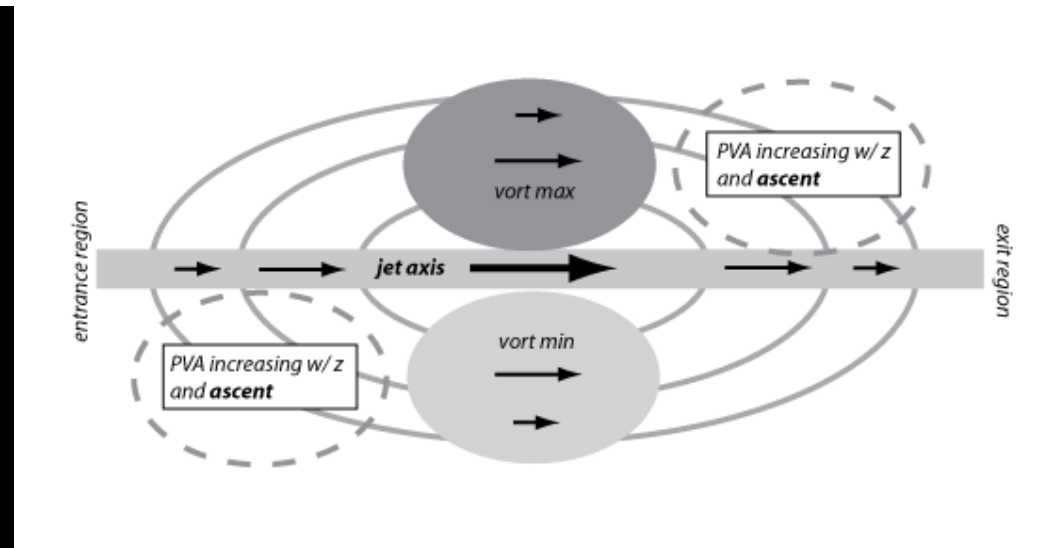 vort max
PVA increasing w/ z
and ascent
entrance region
jet axis
exit region
vort min
PVA increasing w/ z
and ascent